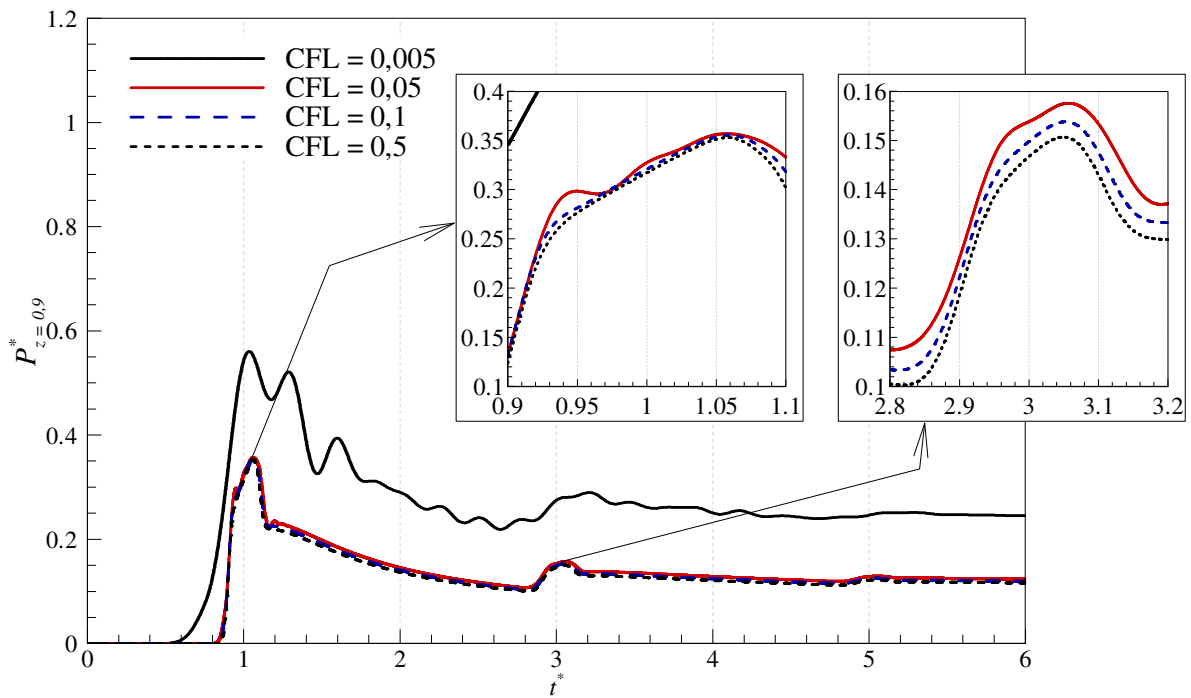 1.2
1
0.8
0.6
0.4
0.2
0
P*z = 0,9
CFL = 0,005
CFL = 0,05
CFL = 0,1
CFL = 0,5
0.4
0.35
0.3
0.25
0.2
0.15
0.1
0.9 0.95 1 1.05 1.1
0.16
0.15
0.14
0.13
0.12
0.11
0.1
2.8 2.9 3 3.1 3.2
0 1 2 3 4 5 6
t*